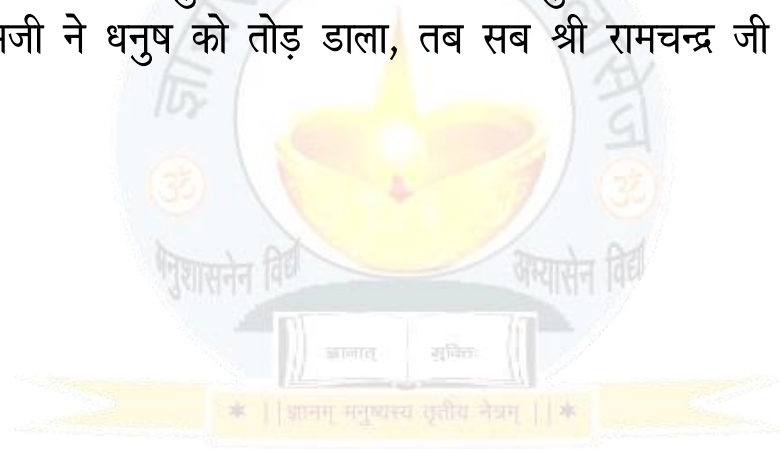 ने धनुष को तोड़ डाला, तब सब श्री रामचन्द्र जी
ॐ ॐ
अनुशासनेन विद्या अभ्यासेन विद्या
ज्ञानात् मुक्तिः
* ||ज्ञानम् मनुष्यस्य तृतीय नेत्रम् ||*